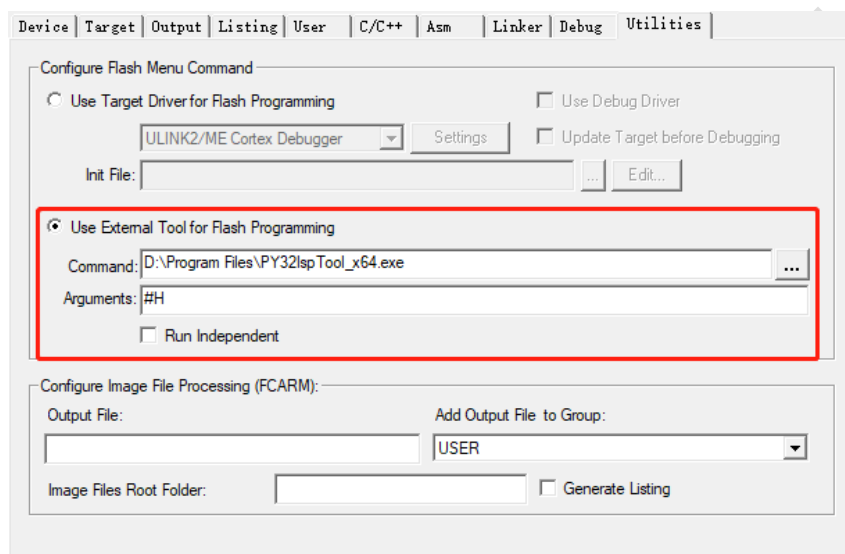 Device Target Output Listing User C/C++ Asm Linker Debug Utilities
Configure Flash Menu Command
Use Target Driver for Flash Programming
Use Debug Driver
ULINK2/ME Cortex Debugger
Settings
Update Target before Debugging
Init File:
...
Edit...
Use External Tool for Flash Programming
Command: D:\Program Files\PY32IspTool_x64.exe
...
Arguments: #H
Run Independent
Configure Image File Processing (FCARM):
Output File:
Add Output File to Group:
USER
Image Files Root Folder:
Generate Listing